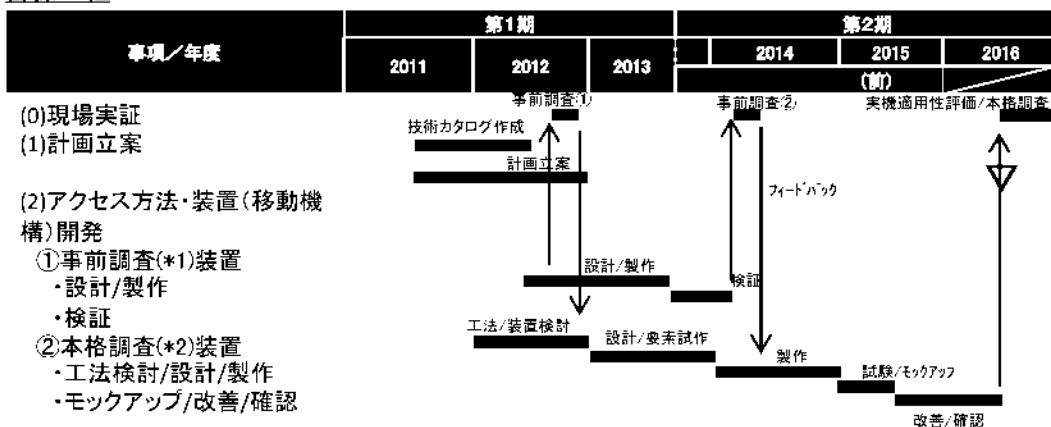 事項／年度
第1期
第2期
2011
2012
2013
2014
2015
2016
(前)
(0)現場実証
事前調査(1)
事前調査(2)
実機適用性評価/本格調査
(1)計画立案
技術カタログ作成
計画立案
フィードバック
(2)アクセス方法・装置(移動機
構)開発
①事前調査(*1)装置
・設計/製作
設計/製作
・検証
検証
②本格調査(*2)装置
工法/装置検討
設計/要素試作
・工法検討/設計/製作
製作
試験/モックアップ
・モックアップ/改善/確認
改善/確認